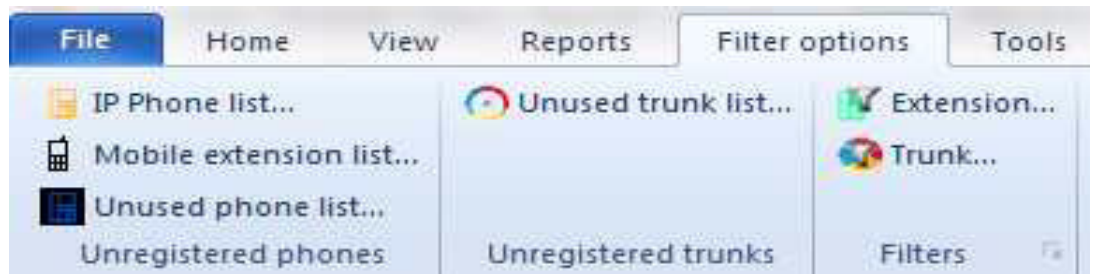 File Home View Reports Filter options Tools
IP Phone list... Unused trunk list... Extension...
Mobile extension list... Trunk...
Unused phone list...
Unregistered phones Unregistered trunks Filters